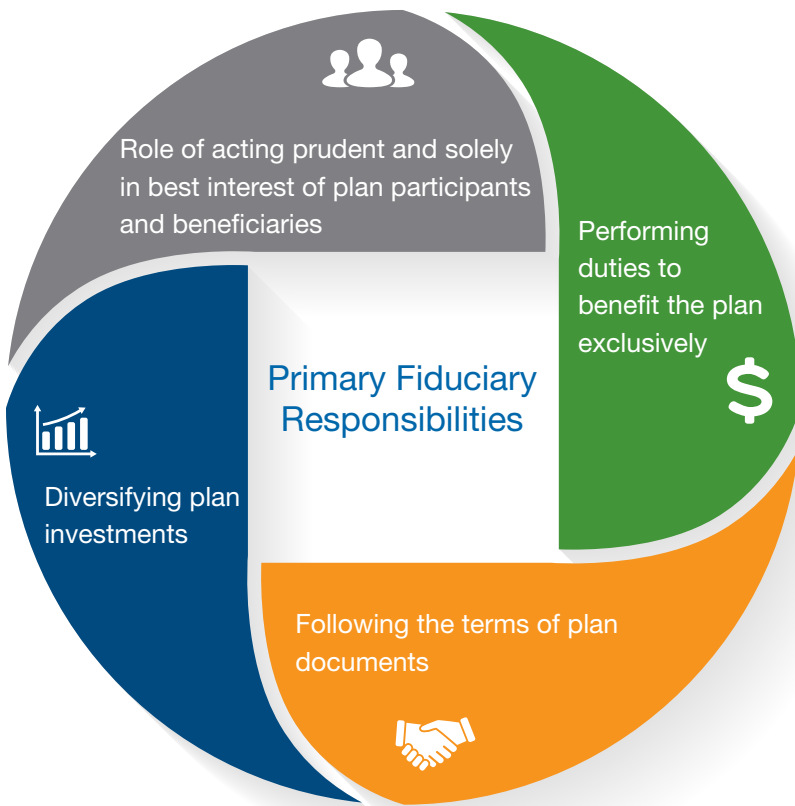 Role of acting prudent and solely
in best interest of plan participants
and beneficiaries
Performing
duties to
benefit the plan
exclusively
Primary Fiduciary
Responsibilities
Diversifying plan
investments
Following the terms of plan
documents
$